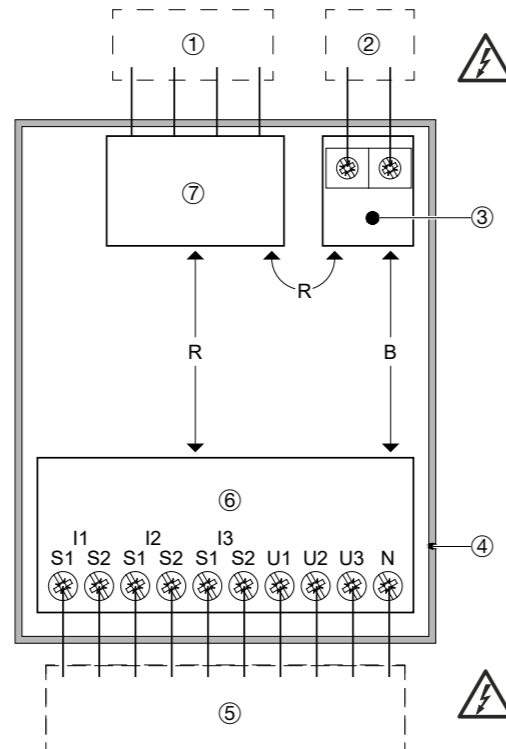 ① ②
⑦
③
R
R B
⑥
I1 I2 I3
S1 S2 S1 S2 S1 S2 U1 U2 U3 N
④
⑤